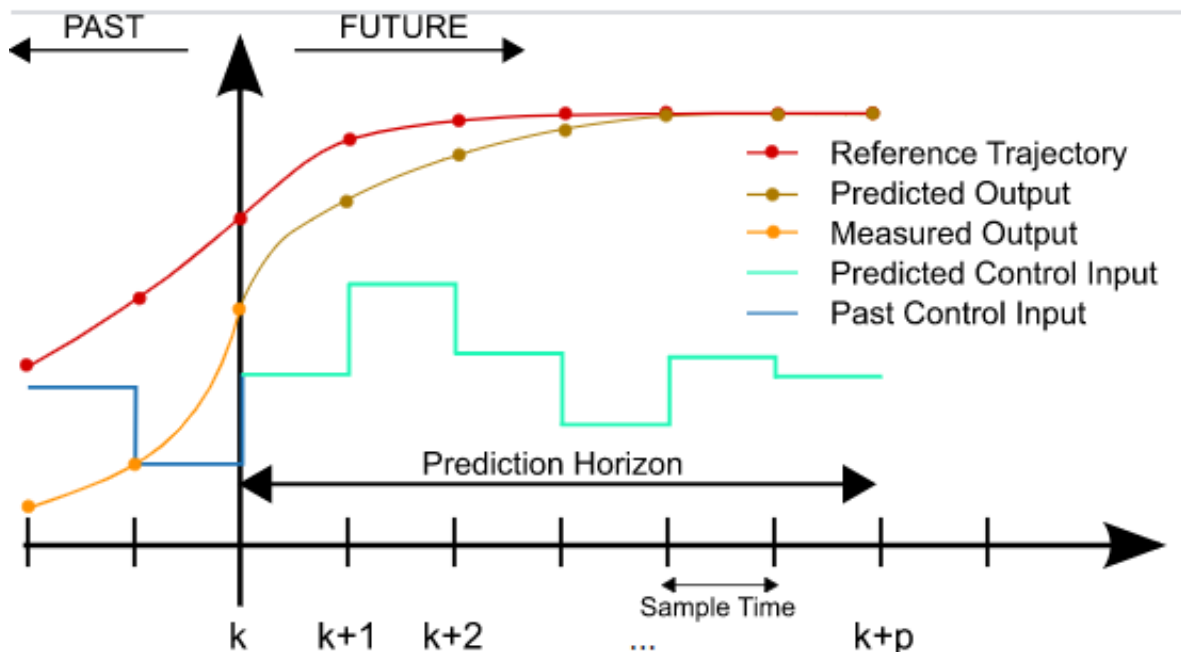 PAST
FUTURE
Reference Trajectory
Predicted Output
Measured Output
Predicted Control Input
Past Control Input
Prediction Horizon
Sample Time
k k+1 k+2 ... k+p